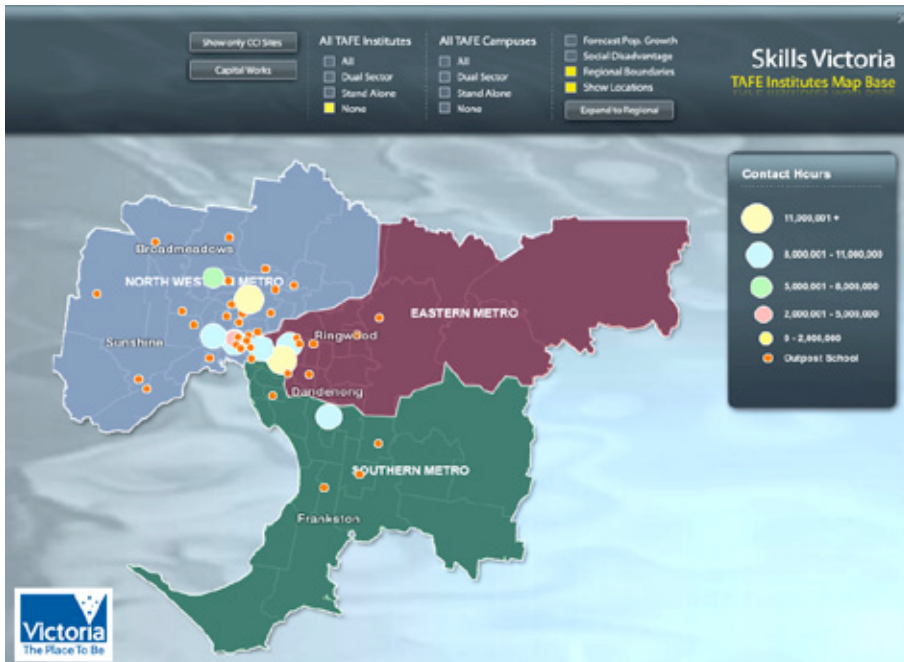 Show only CCI Sites
Capital Works
All TAFE Institutes
All
Dual Sector
Stand Alone
None
All TAFE Campuses
All
Dual Sector
Stand Alone
None
Forecast Pop. Growth
Social Disadvantage
Regional Boundaries
Show Locations
Expend to Regional
Skills Victoria
TAFE Institutes Map Base
Contact Hours
11,000,001 +
8,000,001 - 11,000,000
5,000,001 - 8,000,000
2,000,001 - 5,000,000
0 - 2,000,000
Outpost School
Broadmeadows
NORTH WEST METRO
EASTERN METRO
Ringwood
Sunshine
Dandenong
SOUTHERN METRO
Frankston
Victoria
The Place To Be